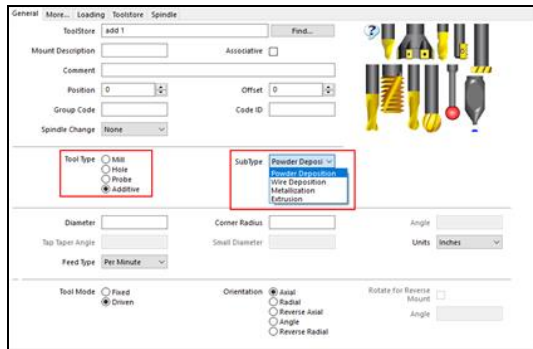 General More... Loading Toolstore Spindle
ToolStore add 1 Find...
Mount Description Associative
Comment
Position 0 Offset 0
Group Code Code ID
Spindle Change None
Tool Type Mill SubType Powder Deposi
Hole Powder Deposition
Probe Wire Deposition
Additive Metallization
Extrusion
Diameter Corner Radius Angle
Tap Taper Angle Small Diameter Units Inches
Feed Type Per Minute
Tool Mode Fixed Orientation Axial Rotate for Reverse Mount
Driven Radial
Reverse Axial Angle
Angle
Reverse Radial